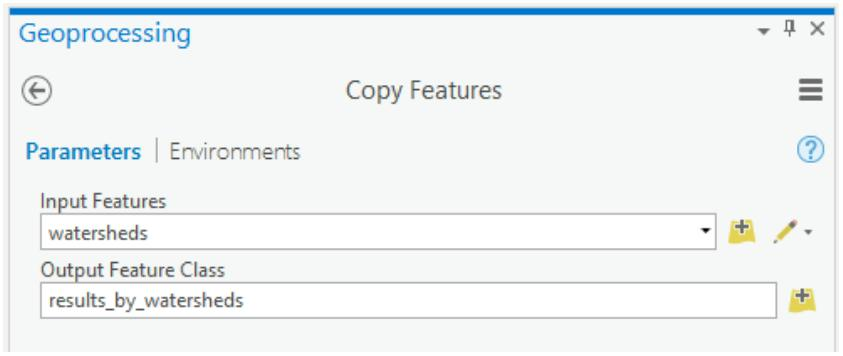 Geoprocessing
Copy Features
Parameters | Environments
Input Features
watersheds
Output Feature Class
results_by_watersheds